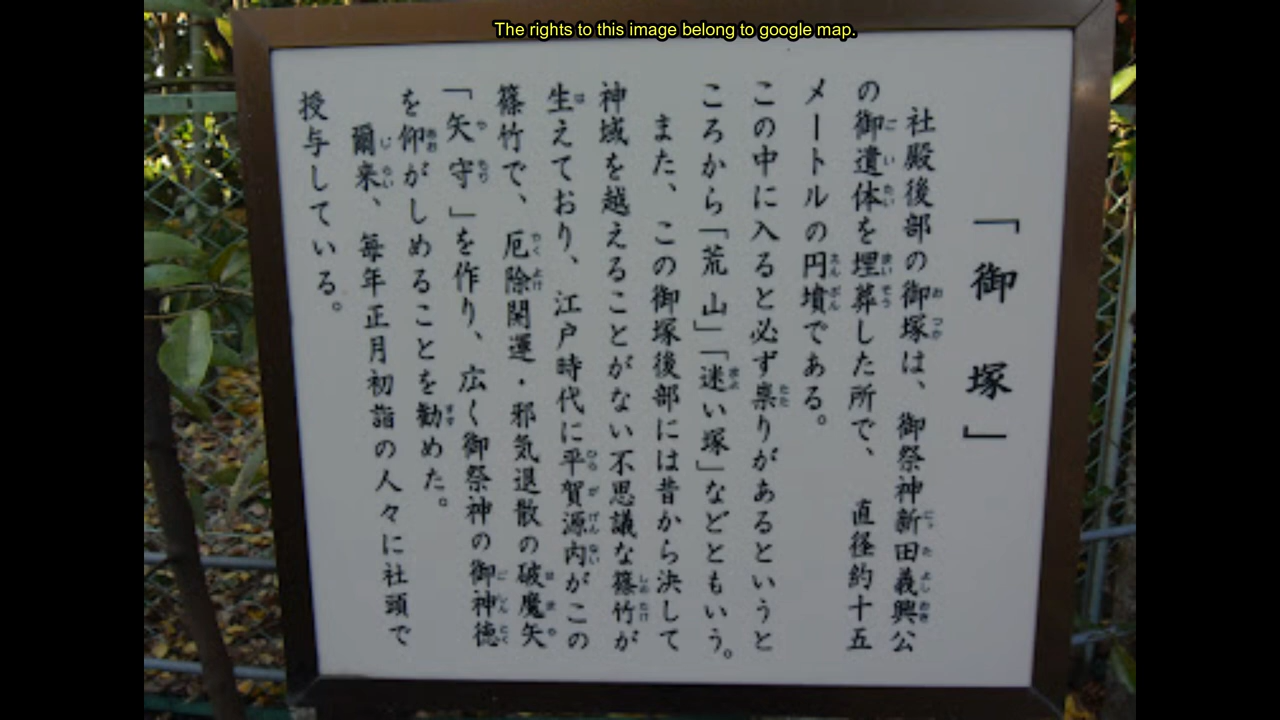 The rights to this image belong to google map.
「御塚」
社殿後部の御塚は、御祭神新田義興公
の御遺体を埋葬した所で、直径約十五
メートルの円墳である。
この中に入ると必ず祟りがあるというと
ころから「荒山」「迷い塚」などともいう。
また、この御塚後部には昔から決して
神域を越えることがない不思議な篠竹が
生えており、江戸時代に平賀源内がこの
篠竹で、厄除開運・邪気退散の破魔矢
「矢守」を作り、広く御祭神の御神徳
を仰がしめることを勧めた。
爾来、毎年正月初詣の人々に社頭で
授与している。